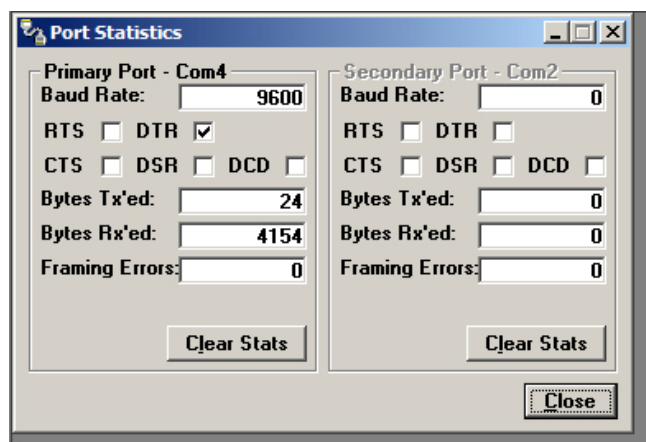 Port Statistics
Primary Port - Com4
Baud Rate: 9600
RTS DTR
CTS DSR DCD
Bytes Tx'ed: 24
Bytes Rx'ed: 4154
Framing Errors: 0
Clear Stats
Secondary Port - Com2
Baud Rate: 0
RTS DTR
CTS DSR DCD
Bytes Tx'ed: 0
Bytes Rx'ed: 0
Framing Errors: 0
Clear Stats
Close